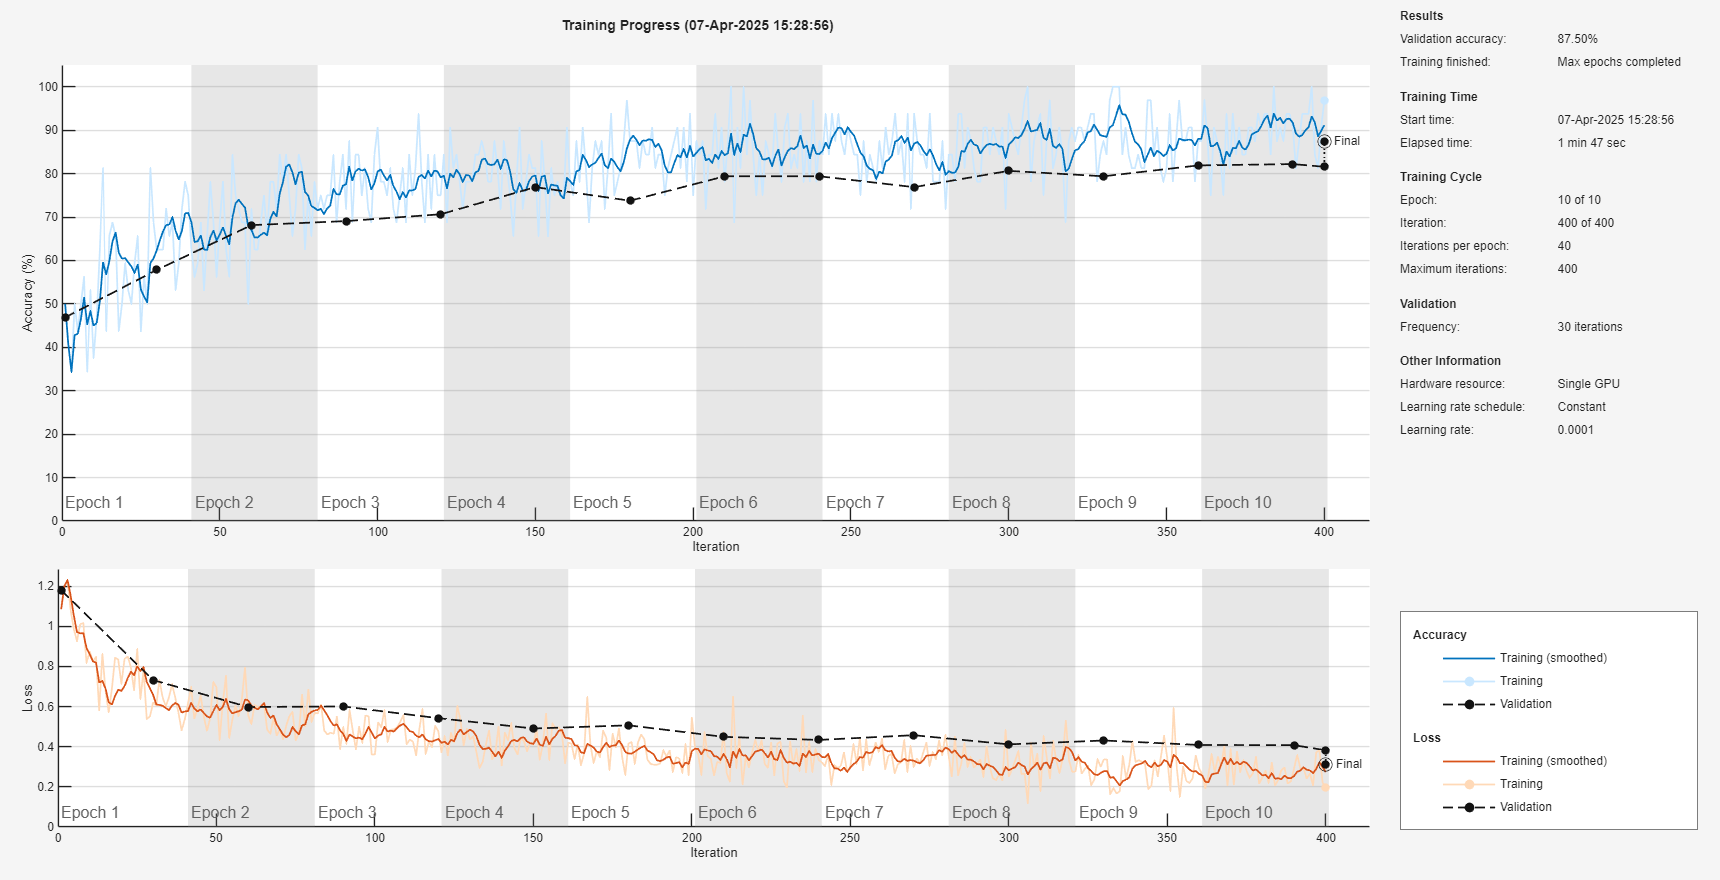 Training Progress (07-Apr-2025 15:28:56)
Accuracy (%)
100
90
80
70
60
50
40
30
20
10
0
Final
Epoch 1 Epoch 2 Epoch 3 Epoch 4 Epoch 5 Epoch 6 Epoch 7 Epoch 8 Epoch 9 Epoch 10
0 50 100 150 200 250 300 350 400
Iteration
Loss
1.2
1
0.8
0.6
0.4
0.2
0
Final
Epoch 1 Epoch 2 Epoch 3 Epoch 4 Epoch 5 Epoch 6 Epoch 7 Epoch 8 Epoch 9 Epoch 10
0 50 100 150 200 250 300 350 400
Iteration
Results
Validation accuracy: 87.50%
Training finished: Max epochs completed
Training Time
Start time: 07-Apr-2025 15:28:56
Elapsed time: 1 min 47 sec
Training Cycle
Epoch: 10 of 10
Iteration: 400 of 400
Iterations per epoch: 40
Maximum iterations: 400
Validation
Frequency: 30 iterations
Other Information
Hardware resource: Single GPU
Learning rate schedule: Constant
Learning rate: 0.0001
Accuracy
Training (smoothed)
Training
Validation
Loss
Training (smoothed)
Training
Validation